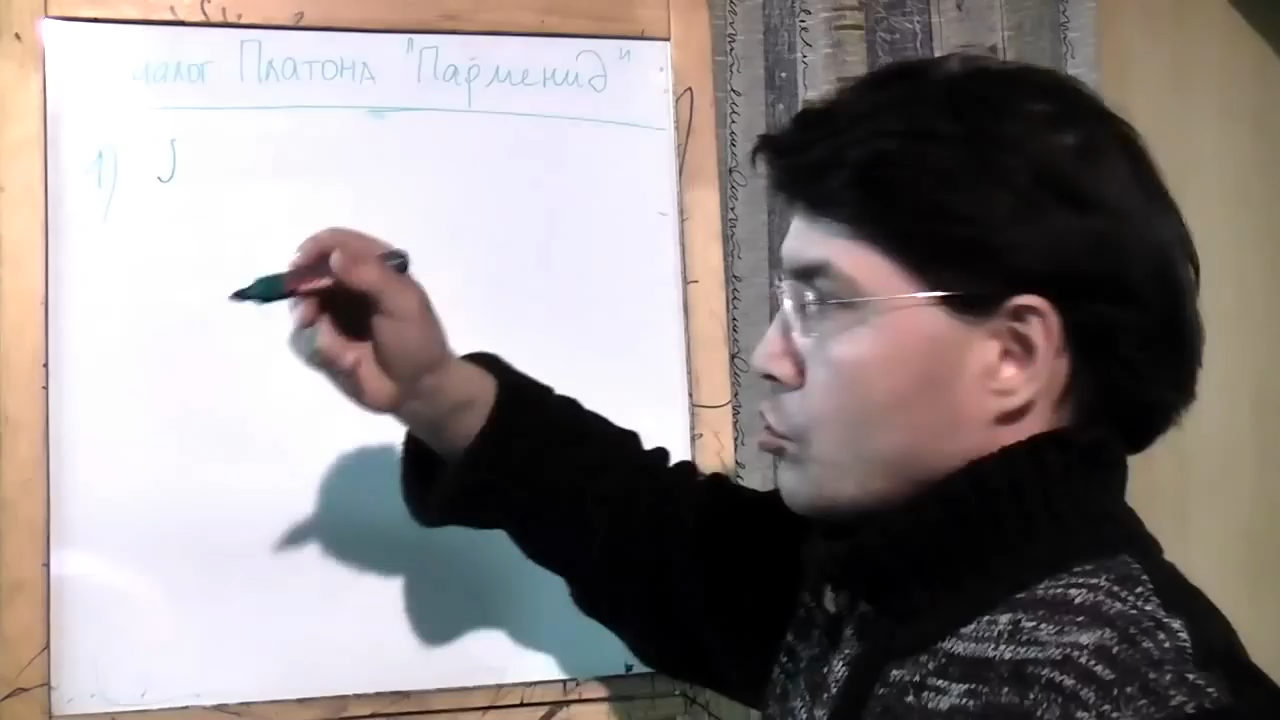 иалог Платона "Парменид"
1) J